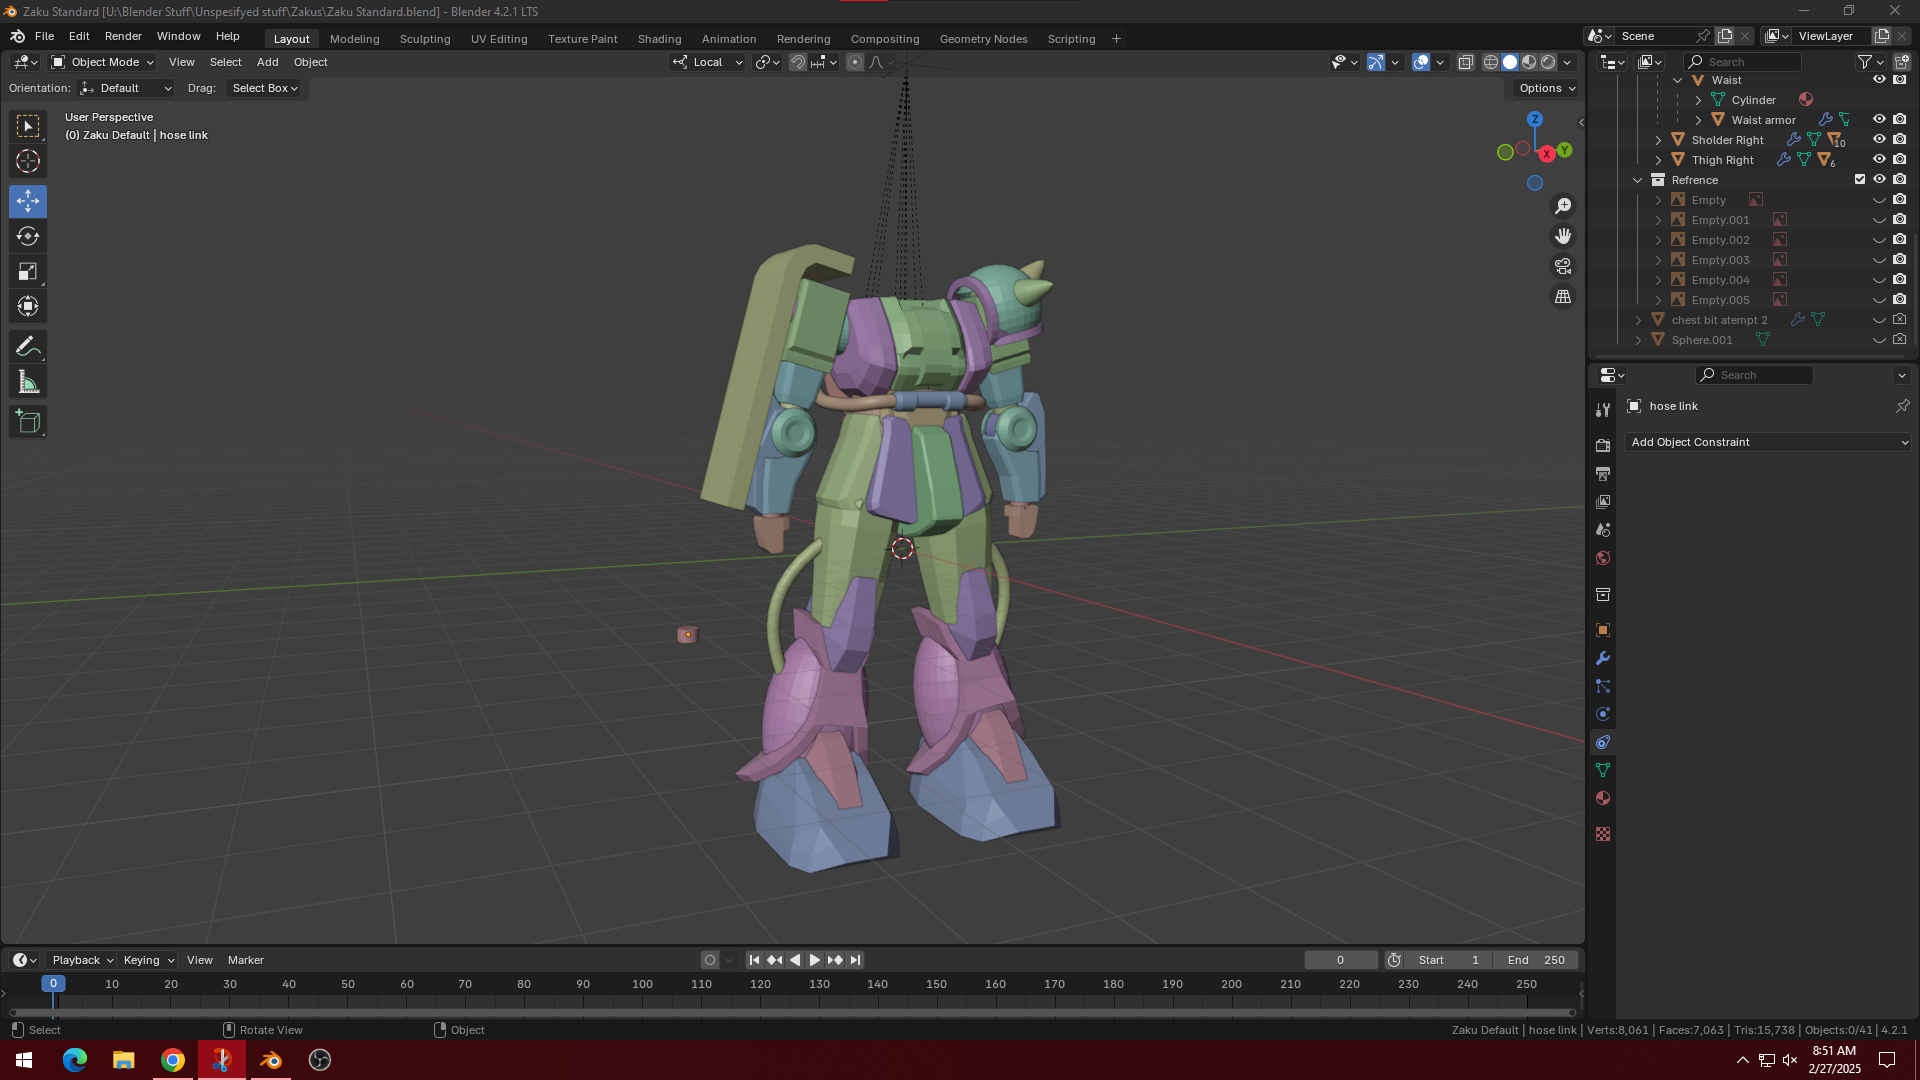 Zaku Standard [U:\Blender Stuff\Unspesifyed stuff\Zakus\Zaku Standard.blend] - Blender 4.2.1 LTS
File Edit Render Window Help Layout Modeling Sculpting UV Editing Texture Paint Shading Animation Rendering Compositing Geometry Nodes Scripting + Scene ViewLayer
Object Mode View Select Add Object Local Search
Orientation: Default Drag: Select Box Options
User Perspective
(0) Zaku Default | hose link
Z
X
Y
Waist
Cylinder
Waist armor
Sholder Right 10
Thigh Right 6
Refrence
Empty
Empty.001
Empty.002
Empty.003
Empty.004
Empty.005
chest bit atempt 2
Sphere.001
Search
hose link
Add Object Constraint
Playback Keying View Marker 0 Start 1 End 250
0 10 20 30 40 50 60 70 80 90 100 110 120 130 140 150 160 170 180 190 200 210 220 230 240 250
Select Rotate View Object Zaku Default | hose link | Verts:8,061 | Faces:7,063 | Tris:15,738 | Objects:0/41 | 4.2.1
8:51 AM
2/27/2025